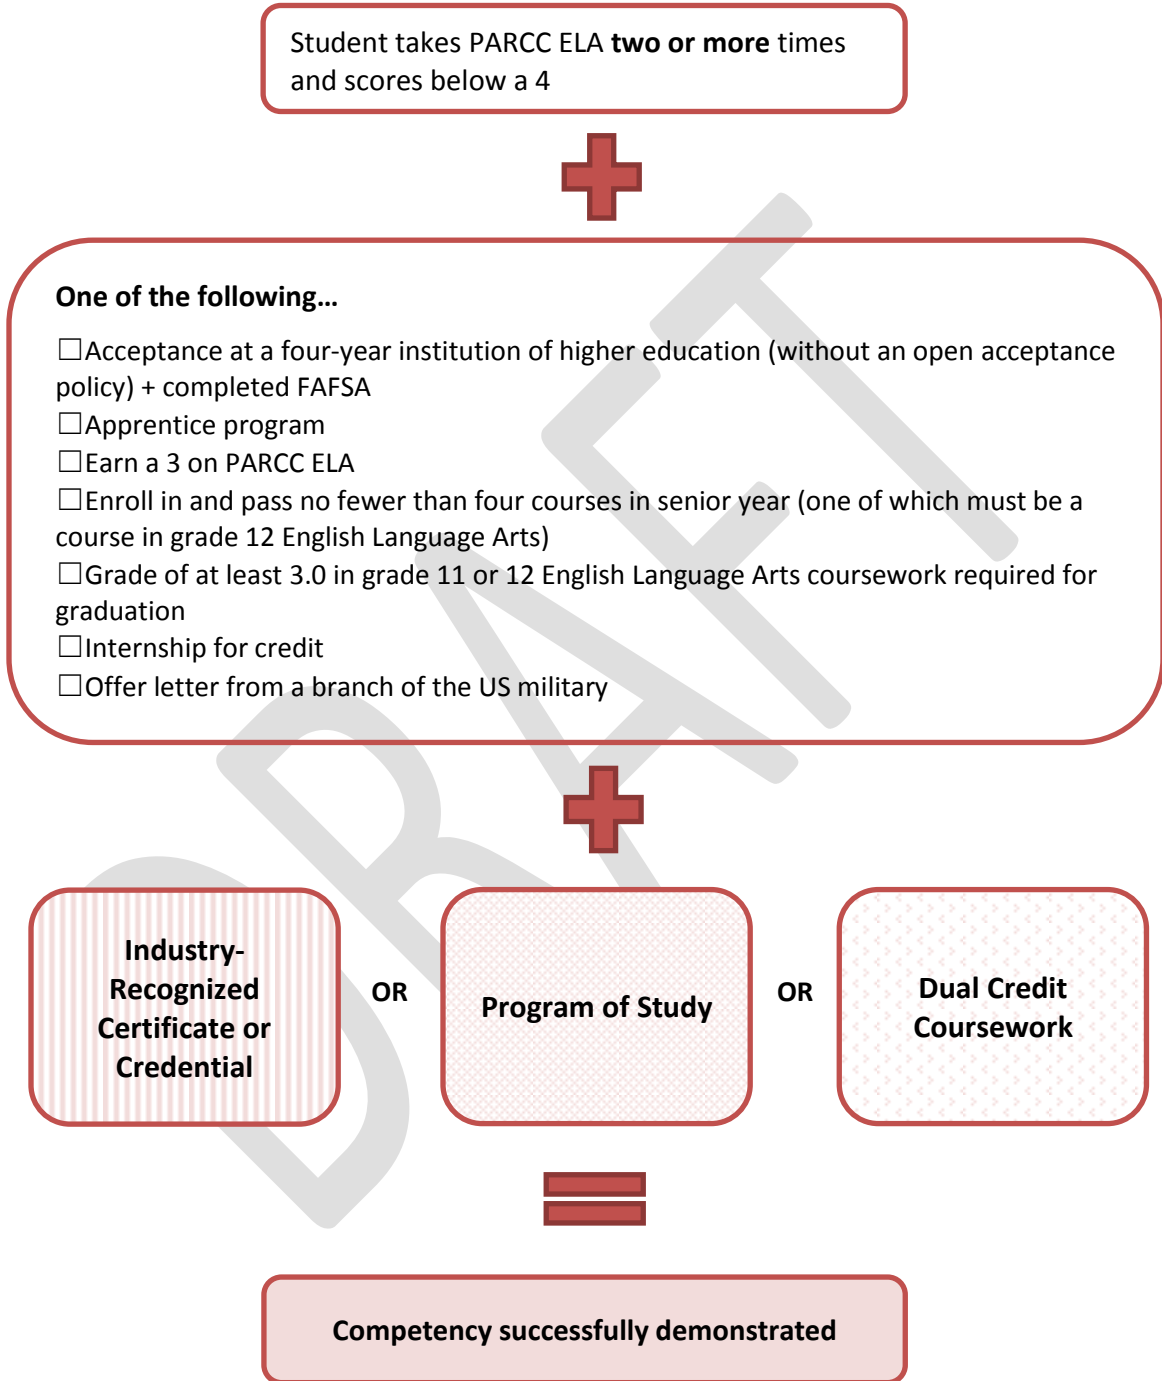 Student takes PARCC ELA two or more times
and scores below a 4
One of the following…
☐Acceptance at a four-year institution of higher education (without an open acceptance
policy) + completed FAFSA
☐Apprentice program
☐Earn a 3 on PARCC ELA
☐Enroll in and pass no fewer than four courses in senior year (one of which must be a
course in grade 12 English Language Arts)
☐Grade of at least 3.0 in grade 11 or 12 English Language Arts coursework required for
graduation
☐Internship for credit
☐Offer letter from a branch of the US military
Industry-
Recognized
Certificate or
Credential
OR
Program of Study
OR
Dual Credit
Coursework
Competency successfully demonstrated
DRAFT